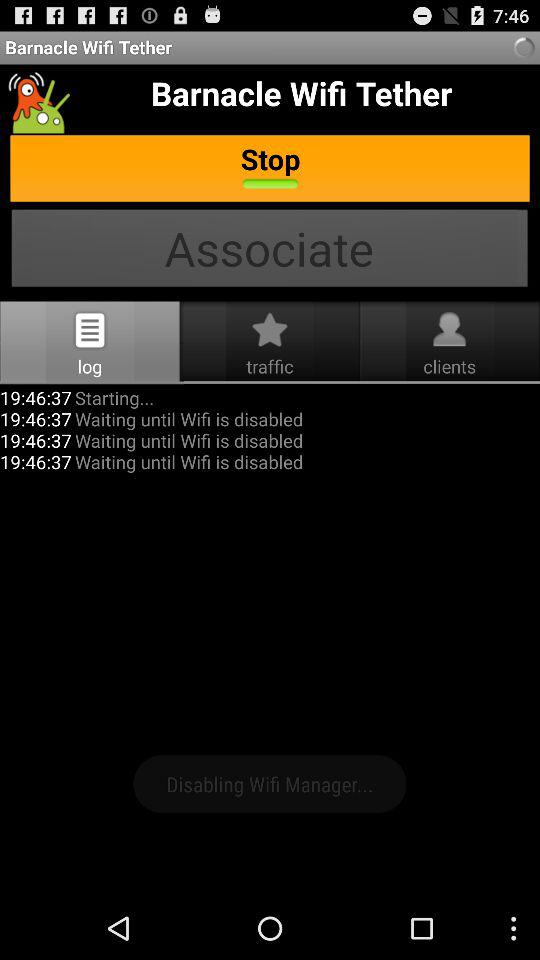 7:46
Barnacle Wifi Tether
Barnacle Wifi Tether
Stop
Associate
log
traffic
clients
19:46:37 Starting...
19:46:37 Waiting until Wifi is disabled
19:46:37 Waiting until Wifi is disabled
19:46:37 Waiting until Wifi is disabled
Disabling Wifi Manager...